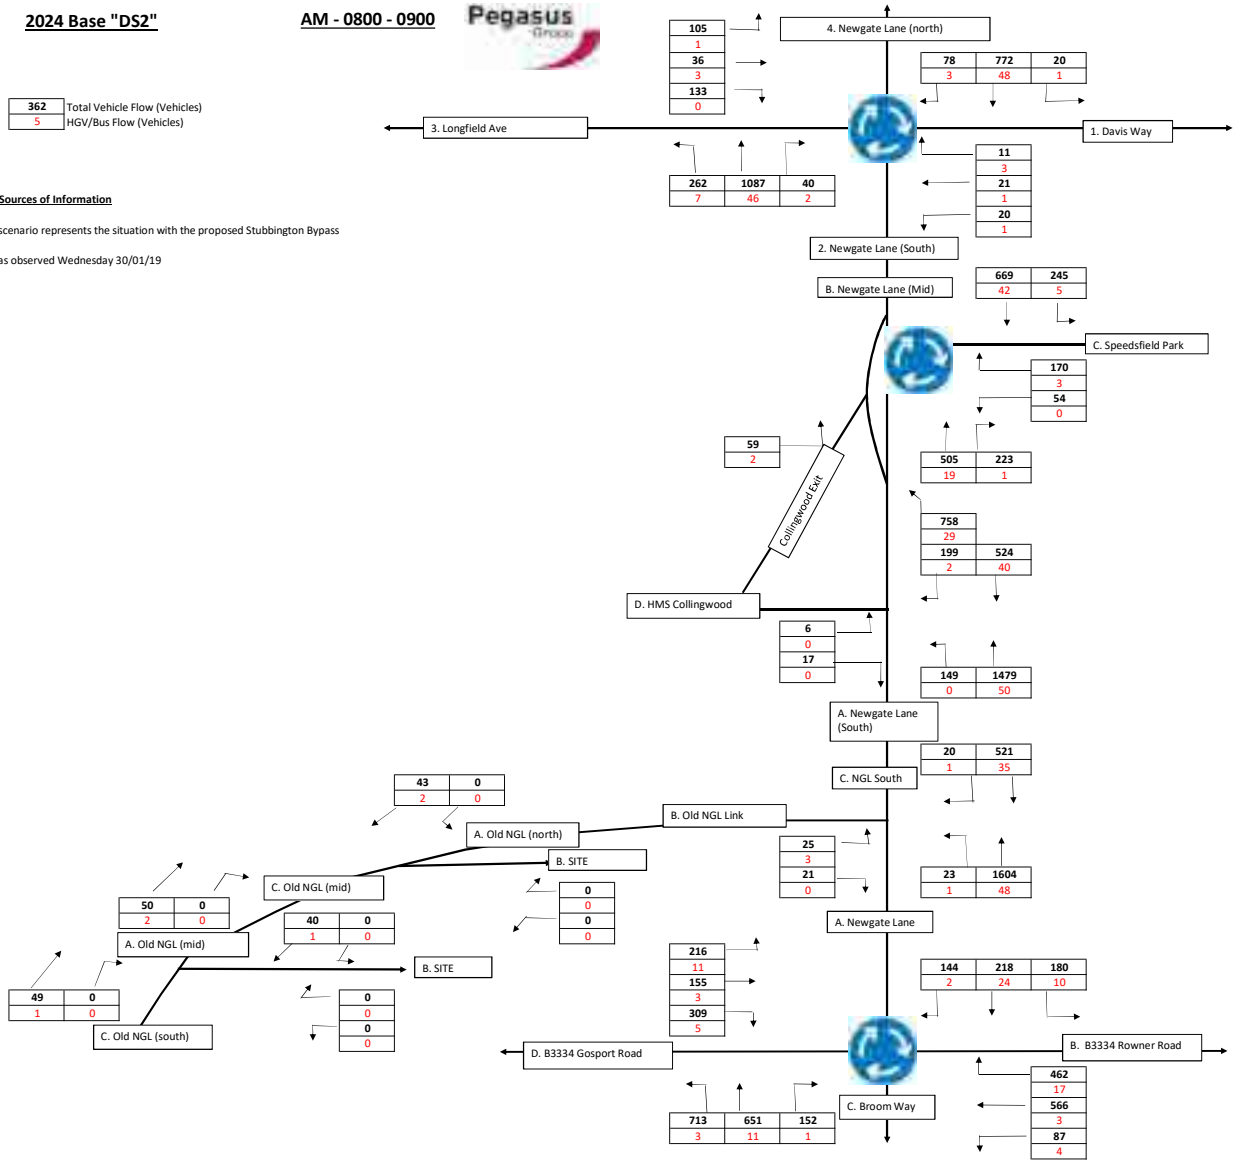 2024 Base "DS2"
AM - 0800 - 0900
Pegasus
Group
362 Total Vehicle Flow (Vehicles)
5 HGV/Bus Flow (Vehicles)
Sources of Information
scenario represents the situation with the proposed Stubbington Bypass
as observed Wednesday 30/01/19
105
1
36
3
133
0
4. Newgate Lane (north)
78 772 20
3 48 1
3. Longfield Ave
1. Davis Way
262 1087 40
7 46 2
11
3
21
1
20
1
2. Newgate Lane (South)
B. Newgate Lane (Mid)
669 245
42 5
C. Speedsfield Park
170
3
54
0
59
2
505 223
19 1
Collingwood Exit
758
29
199 524
2 40
D. HMS Collingwood
6
0
17
0
149 1479
0 50
A. Newgate Lane
(South)
20 521
1 35
C. NGL South
43 0
2 0
B. Old NGL Link
A. Old NGL (north)
25
3
21
0
B. SITE
23 1604
1 48
C. Old NGL (mid)
0
0
0
0
50 0
2 0
40 0
1 0
A. Newgate Lane
A. Old NGL (mid)
216
11
155
3
309
5
B. SITE
144 218 180
2 24 10
49 0
1 0
0
0
0
0
C. Old NGL (south)
D. B3334 Gosport Road
B. B3334 Rowner Road
462
17
566
3
87
4
C. Broom Way
713 651 152
3 11 1